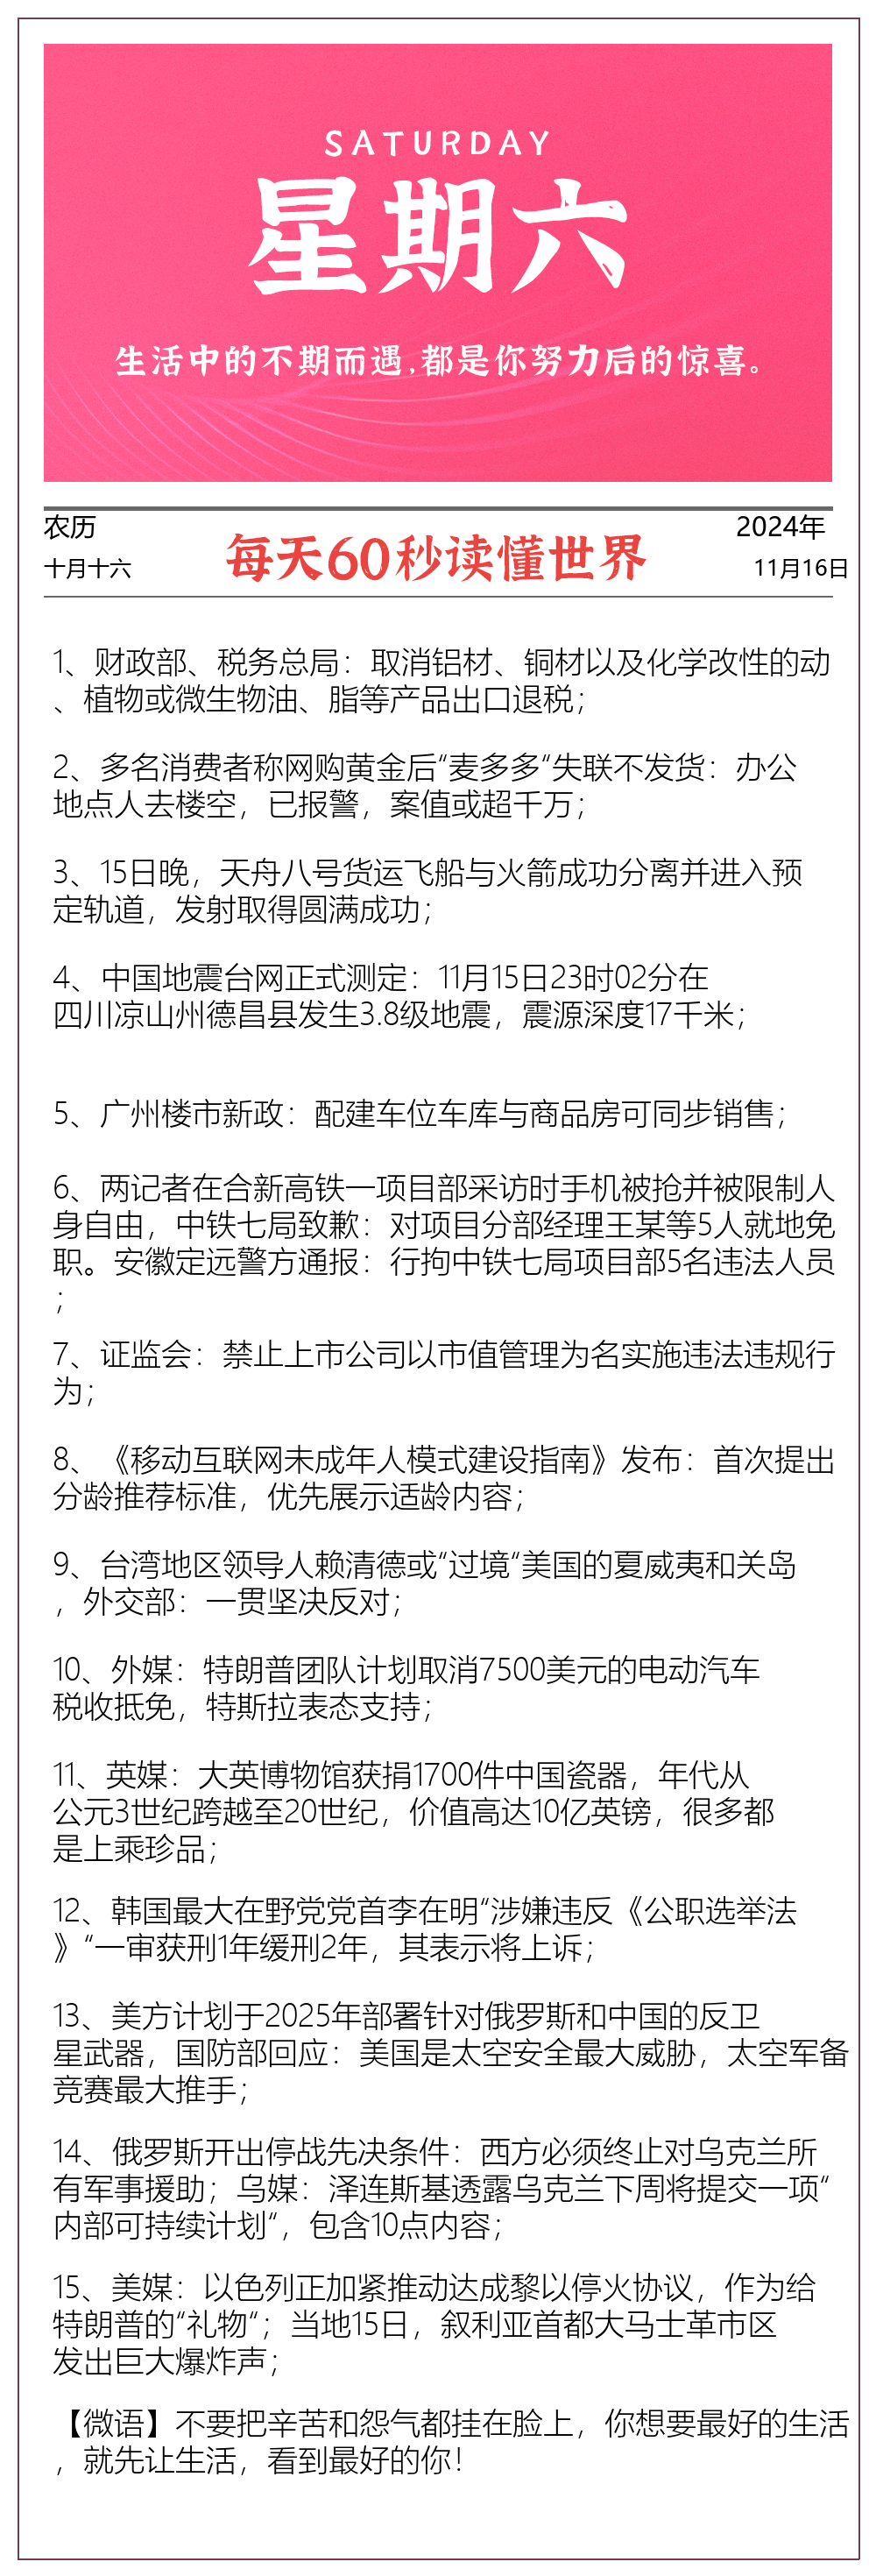 SATURDAY
星期六
生活中的不期而遇,都是你努力后的惊喜。
农历
2024年
每天60秒读懂世界
十月十六
11月16日
1、财政部、税务总局：取消铝材、铜材以及化学改性的动
、植物或微生物油、脂等产品出口退税；
2、多名消费者称网购黄金后“麦多多“失联不发货：办公
地点人去楼空，已报警，案值或超千万；
3、15日晚，天舟八号货运飞船与火箭成功分离并进入预
定轨道，发射取得圆满成功；
4、中国地震台网正式测定：11月15日23时02分在
四川凉山州德昌县发生3.8级地震，震源深度17千米；
5、广州楼市新政：配建车位车库与商品房可同步销售；
6、两记者在合新高铁一项目部采访时手机被抢并被限制人
身自由，中铁七局致歉：对项目分部经理王某等5人就地免
职。安徽定远警方通报：行拘中铁七局项目部5名违法人员
；
7、证监会：禁止上市公司以市值管理为名实施违法违规行
为；
8、《移动互联网未成年人模式建设指南》发布：首次提出
分龄推荐标准，优先展示适龄内容；
9、台湾地区领导人赖清德或“过境“美国的夏威夷和关岛
，外交部：一贯坚决反对；
10、外媒：特朗普团队计划取消7500美元的电动汽车
税收抵免，特斯拉表态支持；
11、英媒：大英博物馆获捐1700件中国瓷器，年代从
公元3世纪跨越至20世纪，价值高达10亿英镑，很多都
是上乘珍品；
12、韩国最大在野党党首李在明“涉嫌违反《公职选举法
》“一审获刑1年缓刑2年，其表示将上诉；
13、美方计划于2025年部署针对俄罗斯和中国的反卫
星武器，国防部回应：美国是太空安全最大威胁，太空军备
竞赛最大推手；
14、俄罗斯开出停战先决条件：西方必须终止对乌克兰所
有军事援助；乌媒：泽连斯基透露乌克兰下周将提交一项“
内部可持续计划“，包含10点内容；
15、美媒：以色列正加紧推动达成黎以停火协议，作为给
特朗普的“礼物“；当地15日，叙利亚首都大马士革市区
发出巨大爆炸声；
【微语】不要把辛苦和怨气都挂在脸上，你想要最好的生活
，就先让生活，看到最好的你！